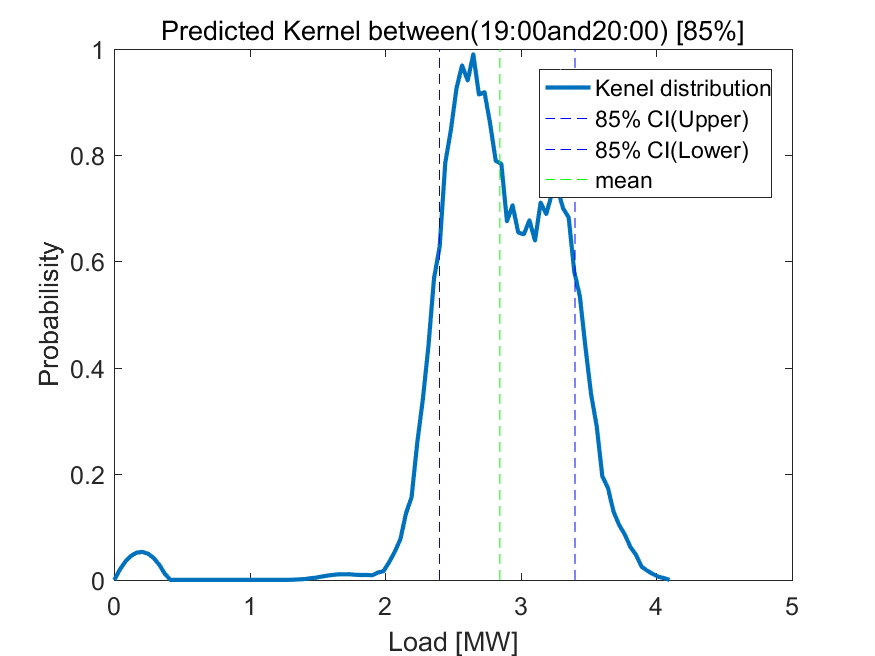 Predicted Kernel between(19:00and20:00) [85%]
1
0.8
0.6
0.4
0.2
0
Probabilisity
Kenel distribution
85% CI(Upper)
85% CI(Lower)
mean
0 1 2 3 4 5
Load [MW]